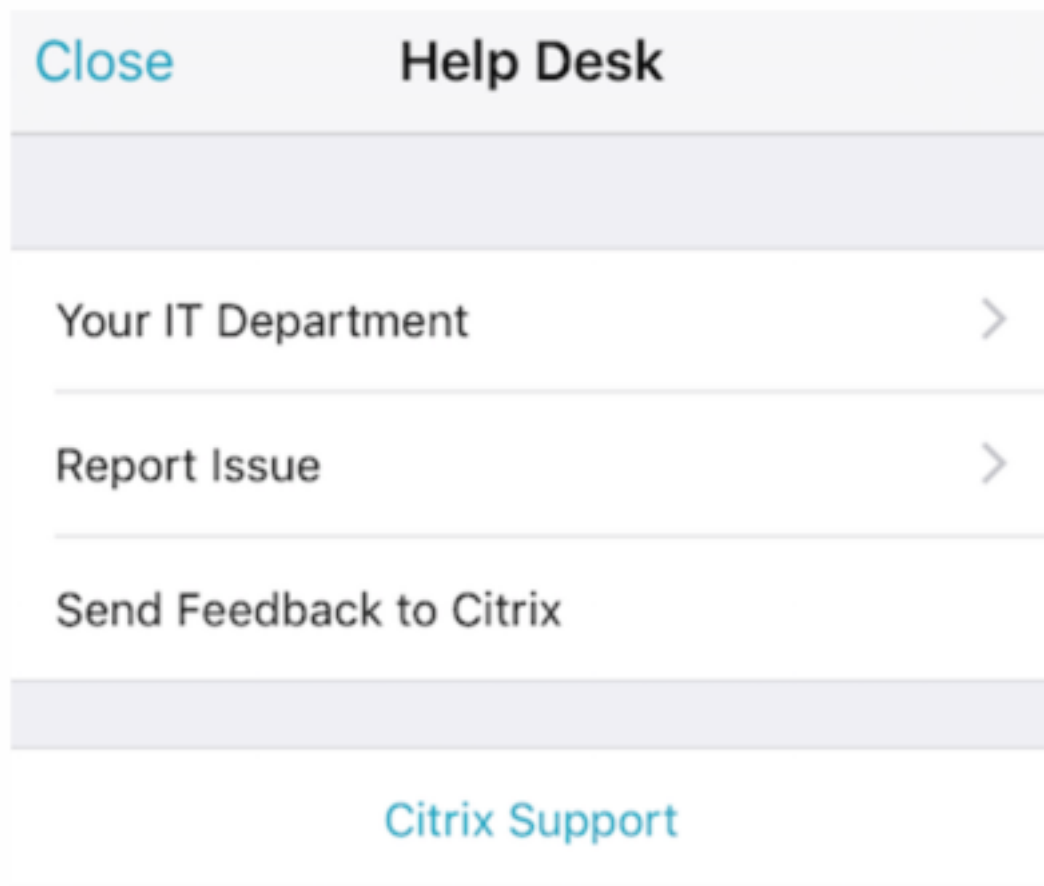 Close
Help Desk
Your IT Department
Report Issue
Send Feedback to Citrix
Citrix Support